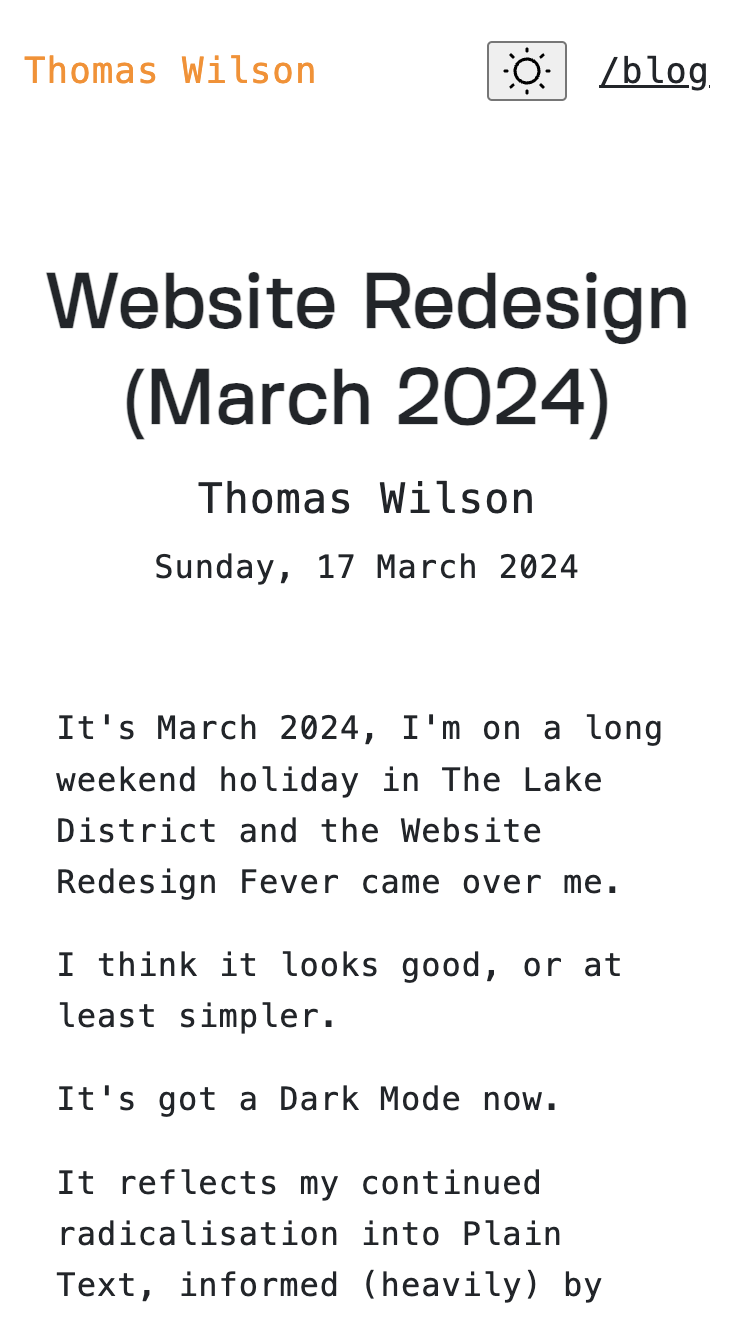 Thomas Wilson /blog
Website Redesign
(March 2024)
Thomas Wilson
Sunday, 17 March 2024
It's March 2024, I'm on a long
weekend holiday in The Lake
District and the Website
Redesign Fever came over me.
I think it looks good, or at
least simpler.
It's got a Dark Mode now.
It reflects my continued
radicalisation into Plain
Text, informed (heavily) by